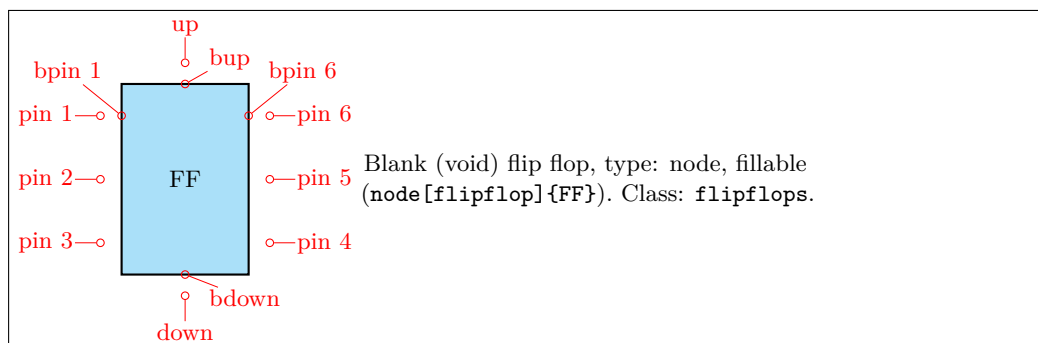 up
bup
bpin 1
bpin 6
pin 1
pin 6
pin 2
FF
pin 5
pin 3
pin 4
bdown
down
Blank (void) flip flop, type: node, fillable
(node[flipflop]{FF}). Class: flipflops.